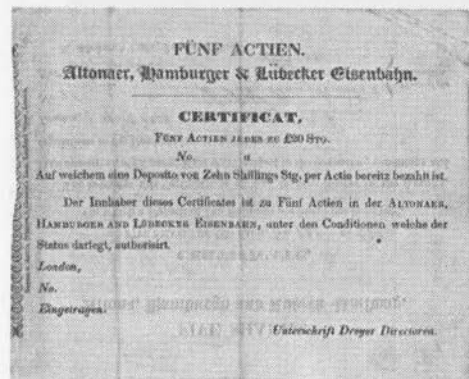 FÜNF ACTIEN.
Altonaer, Hamburger & Lübecker Eisenbahn.
CERTIFICAT.
FÜNF ACTIEN JEDES ZU £20 STG.
No. a
Auf welchem eine Deposito von Zehn Shillings Stg. per Actie bereitz bezahlt ist.
Der Innhaber dieses Certificates ist zu Fünf Actien in der ALTONAER,
HAMBURGER AND LÜBECKER EISENBAHN, unter den Conditionen welche der
Status darlegt, authorisirt.
London,
No.
Eingetragen.
Unterschrift Dreyer Directoren.